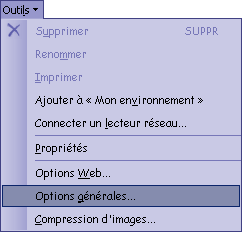 Outils
Supprimer SUPPR
Renommer
Imprimer
Ajouter à « Mon environnement »
Connecter un lecteur réseau...
Propriétés
Options Web...
Options générales...
Compression d'images...